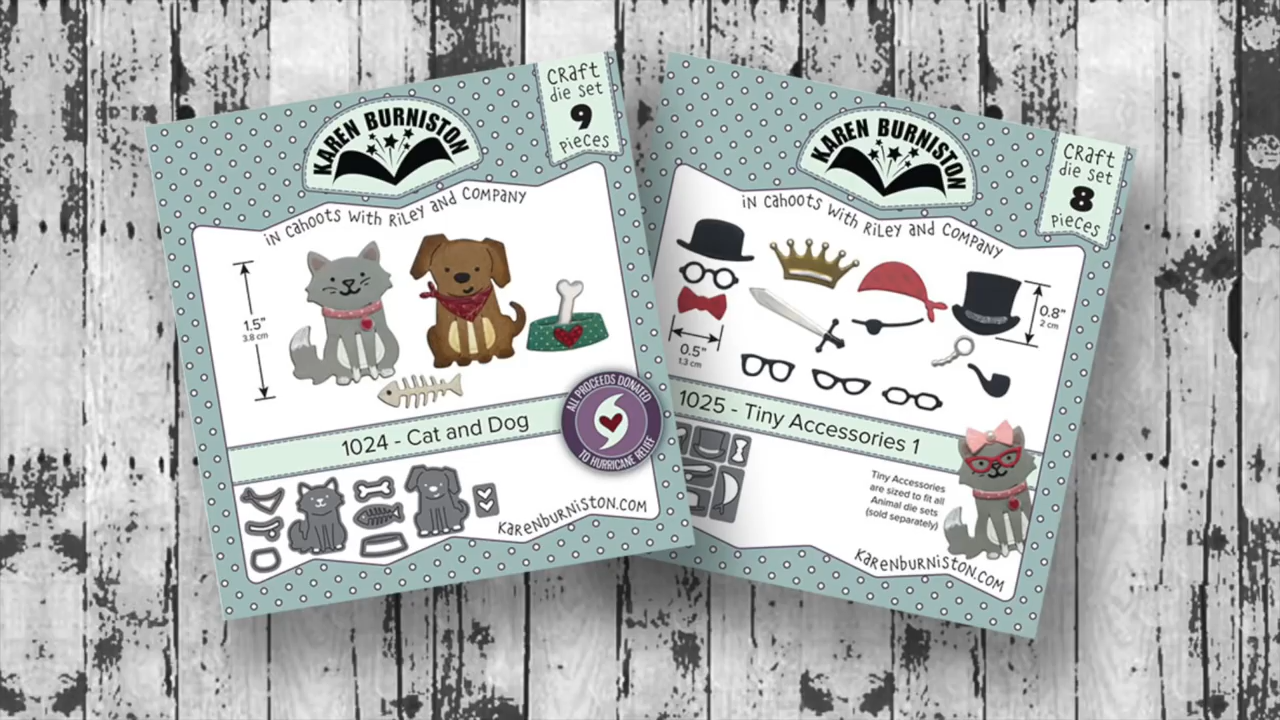 CRaft
die set
9
pieces
KAREN BURNISTON
in cahoots with Riley and Company
1.5"
3.8 cm
ALL PROCEEDS DONATED
TO HURRICANE RELIEF
1024 - Cat and Dog
KARENBURNISTON.COM
CRaft
die set
8
pieces
KAREN BURNISTON
in cahoots with Riley and Company
0.8"
2 cm
0.5"
1.3 cm
1025 - Tiny Accessories 1
Tiny Accessories
are sized to fit all
Animal die sets
(sold separately)
KARENBURNISTON.COM